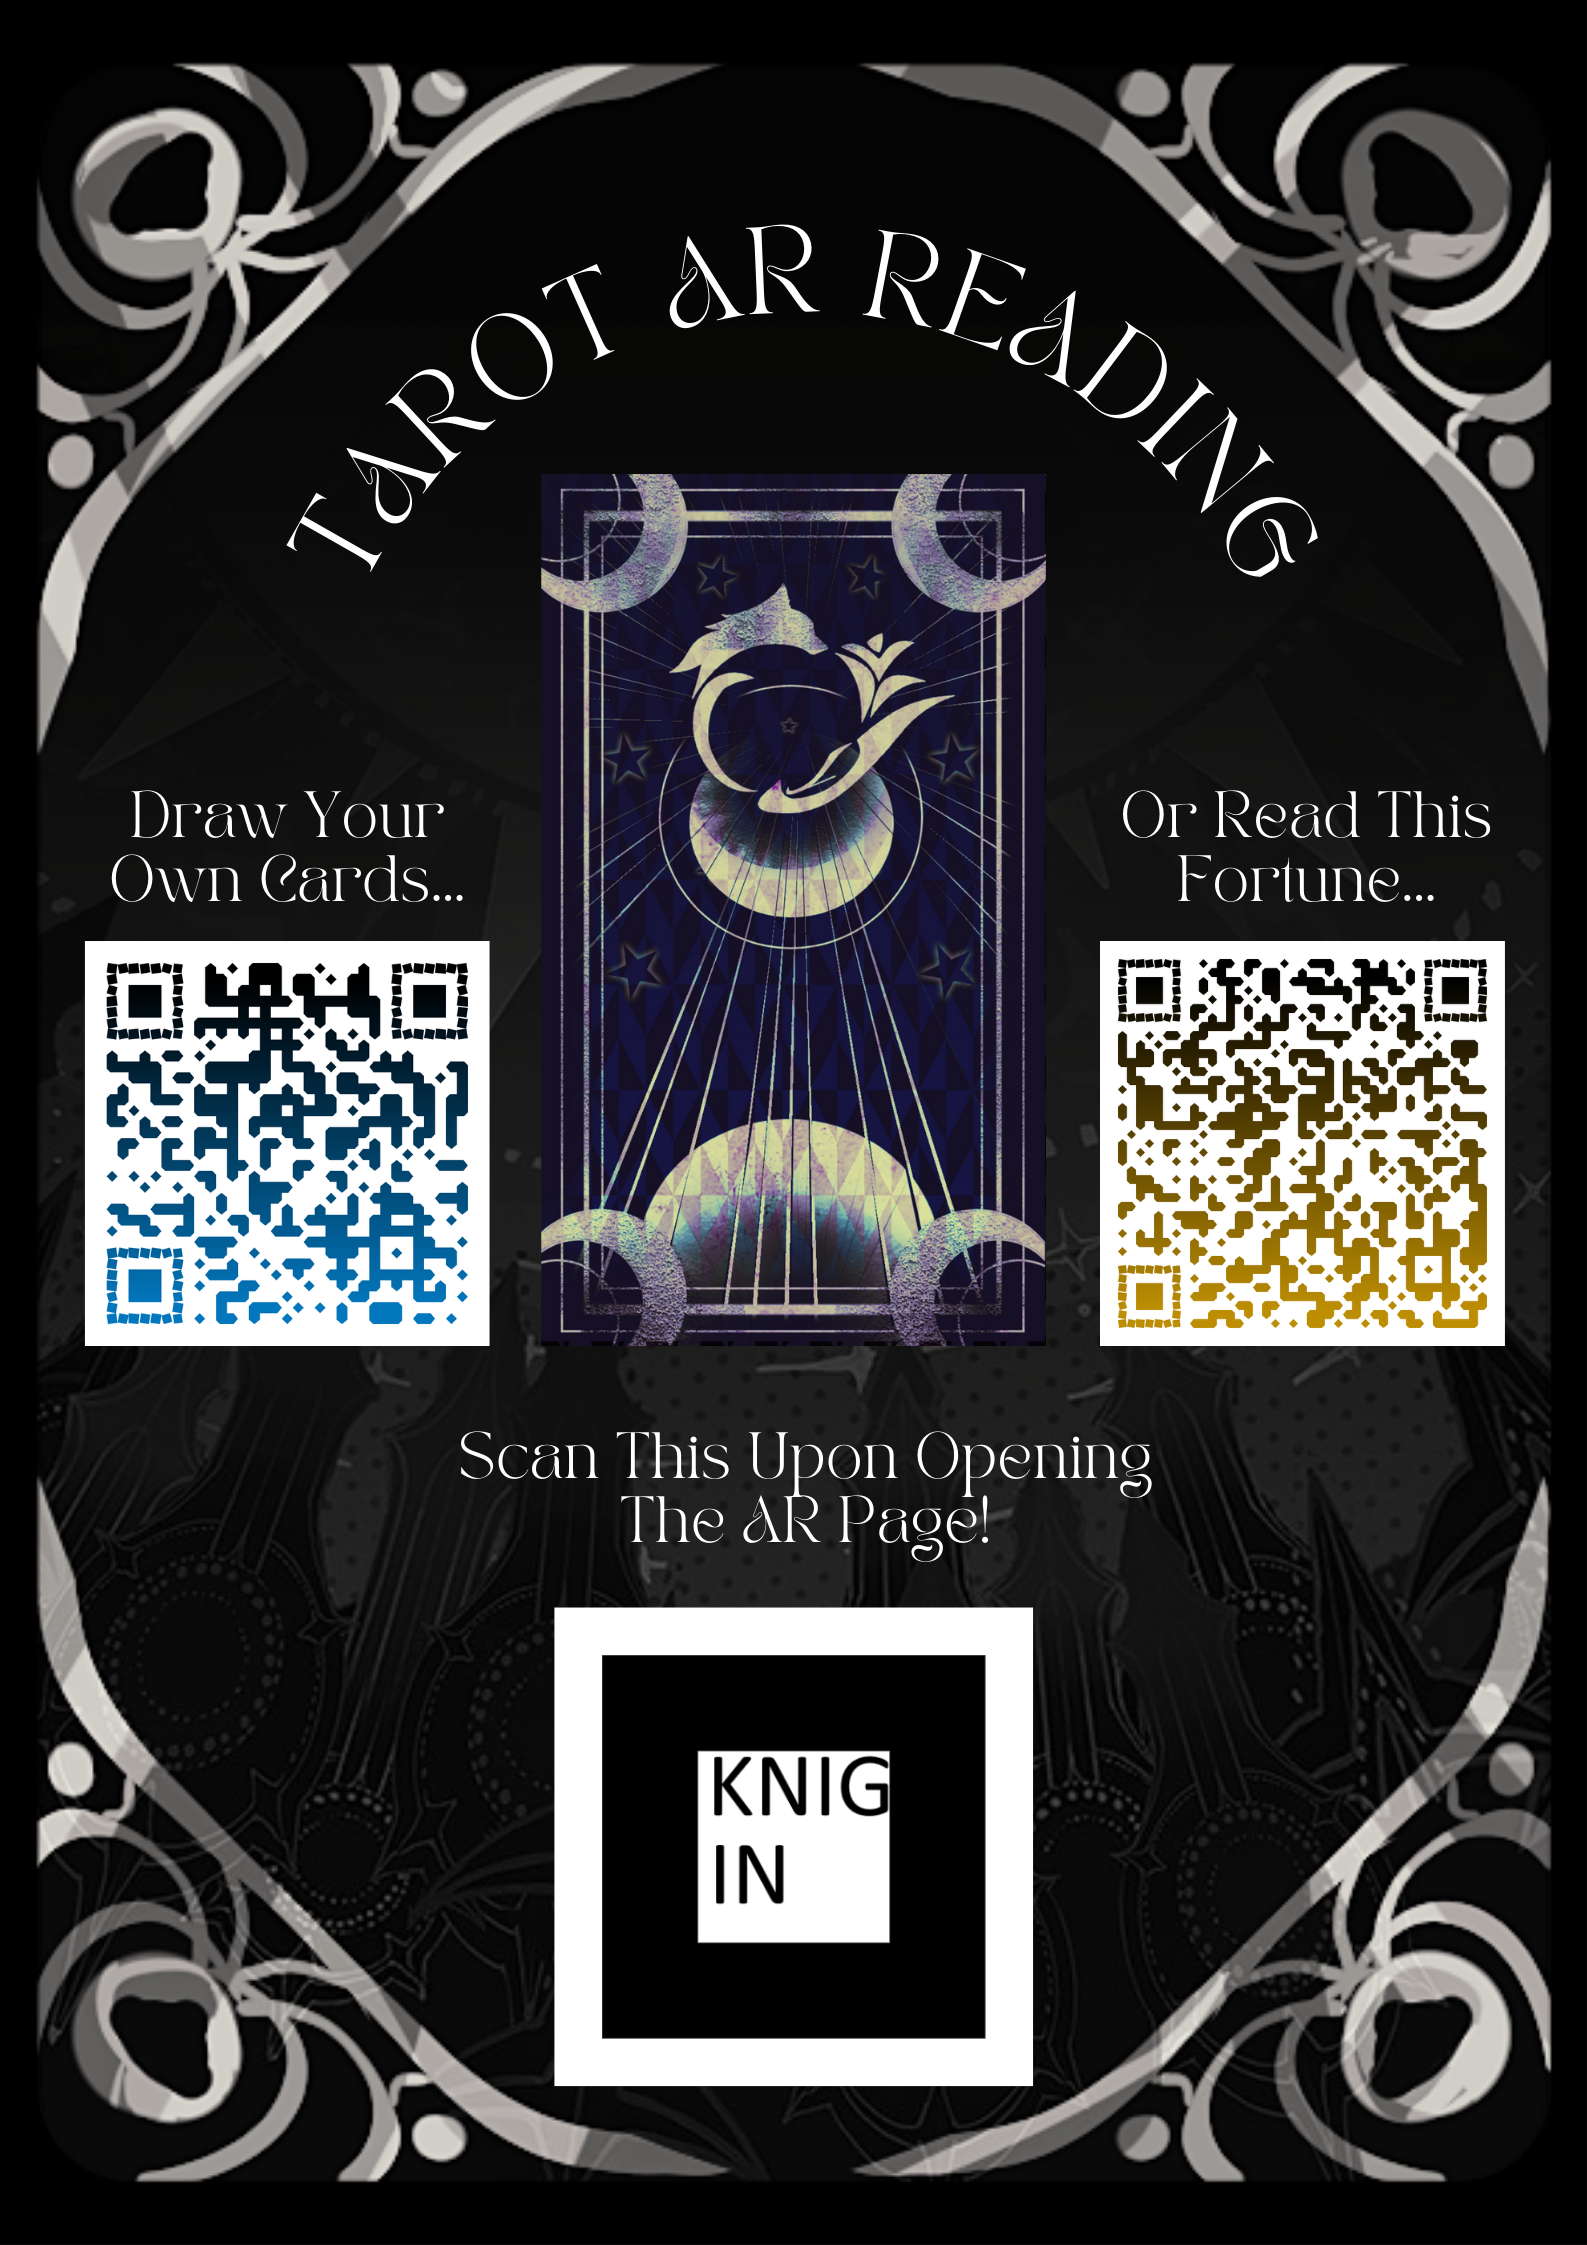 TAROT AR READING
Draw Your
Own Cards...
Or Read This
Fortune...
Scan This Upon Opening
The AR Page!
KNIG
IN